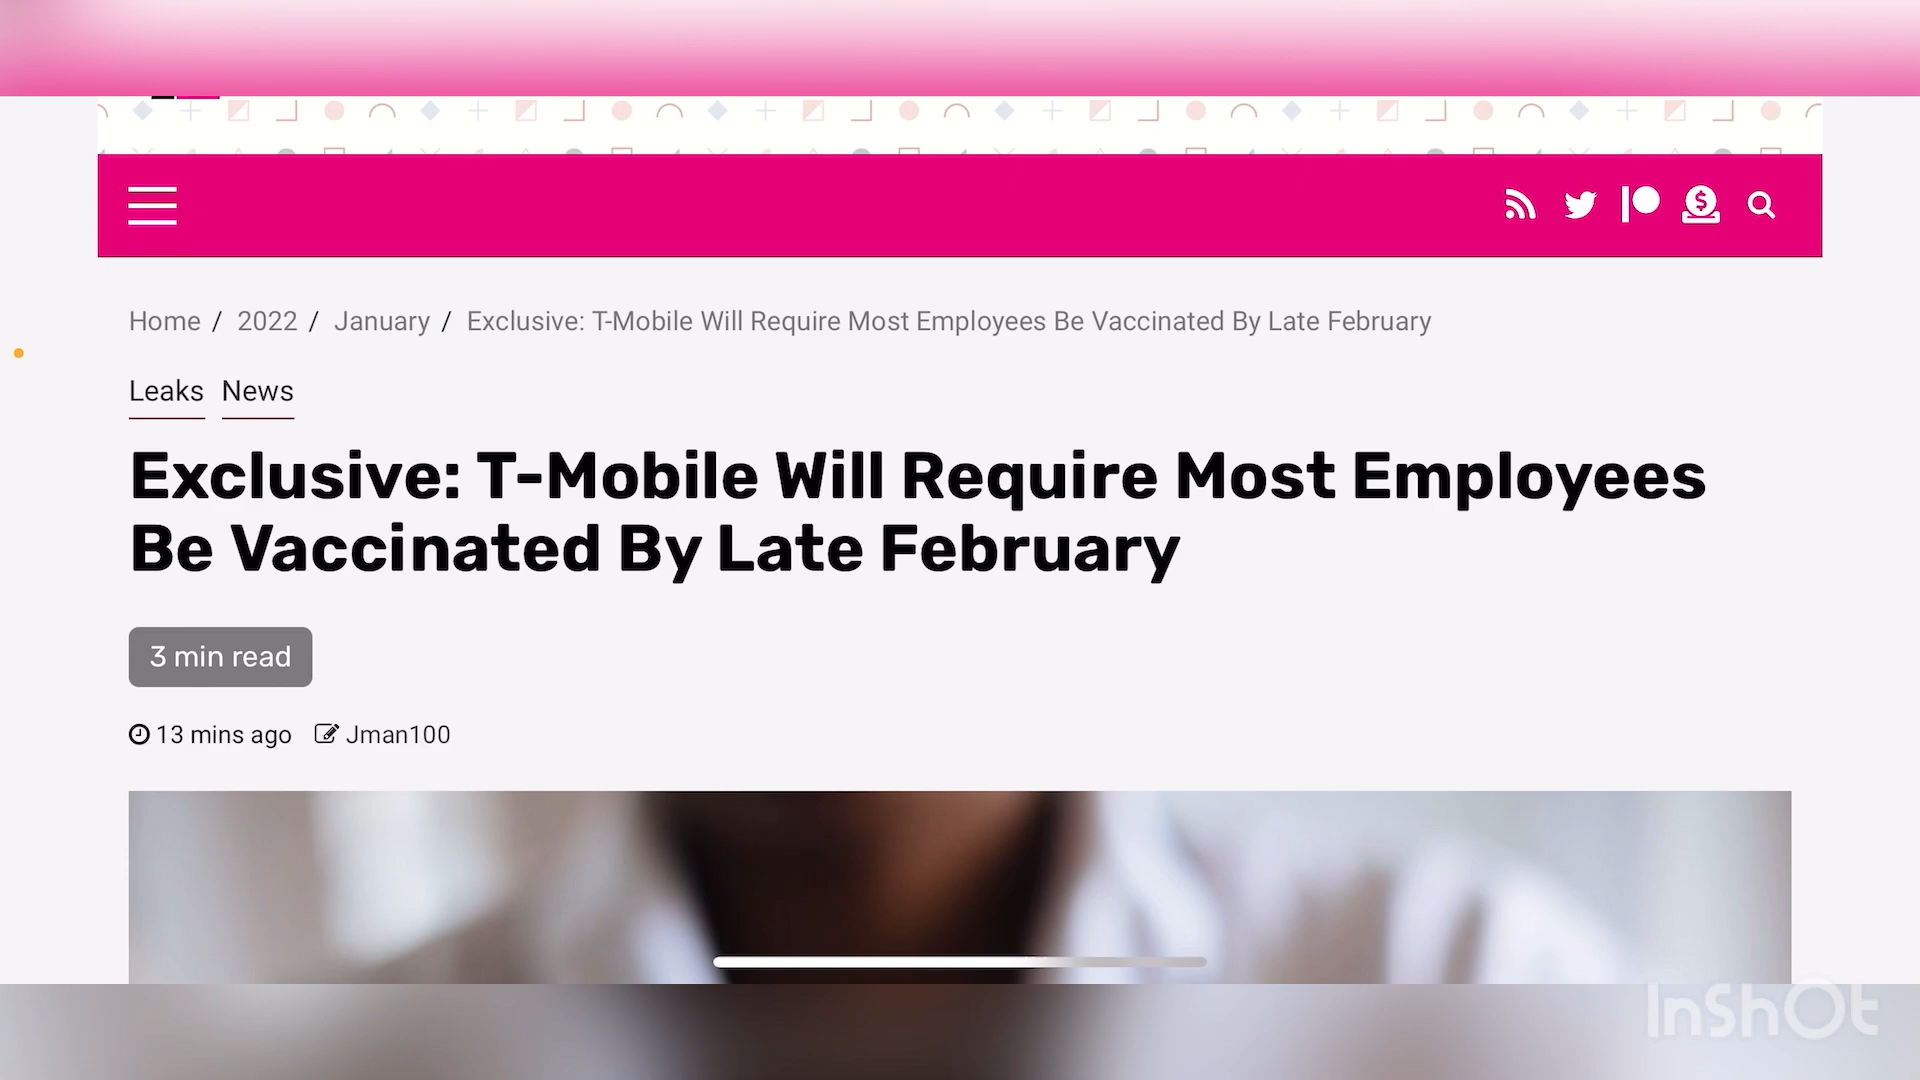 Home / 2022 / January / Exclusive: T-Mobile Will Require Most Employees Be Vaccinated By Late February
Leaks News
Exclusive: T-Mobile Will Require Most Employees
Be Vaccinated By Late February
3 min read
13 mins ago Jman100
InShOt